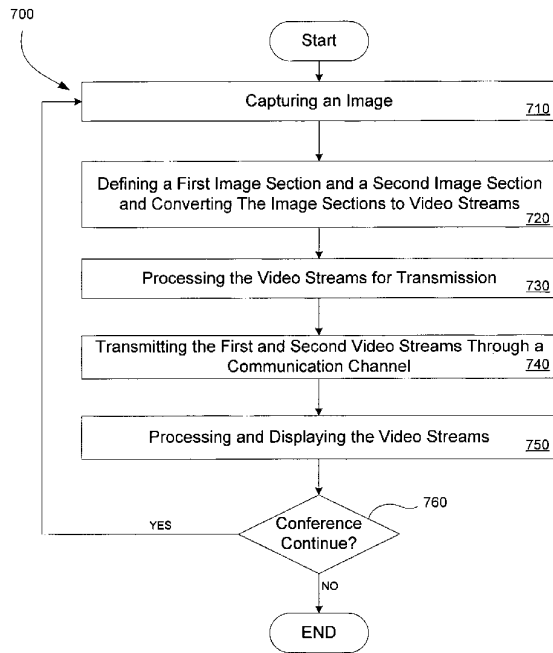 700
Start
Capturing an Image
710
Defining a First Image Section and a Second Image Section
and Converting The Image Sections to Video Streams
720
Processing the Video Streams for Transmission
730
Transmitting the First and Second Video Streams Through a
Communication Channel
740
Processing and Displaying the Video Streams
750
760
Conference
Continue?
YES
NO
END